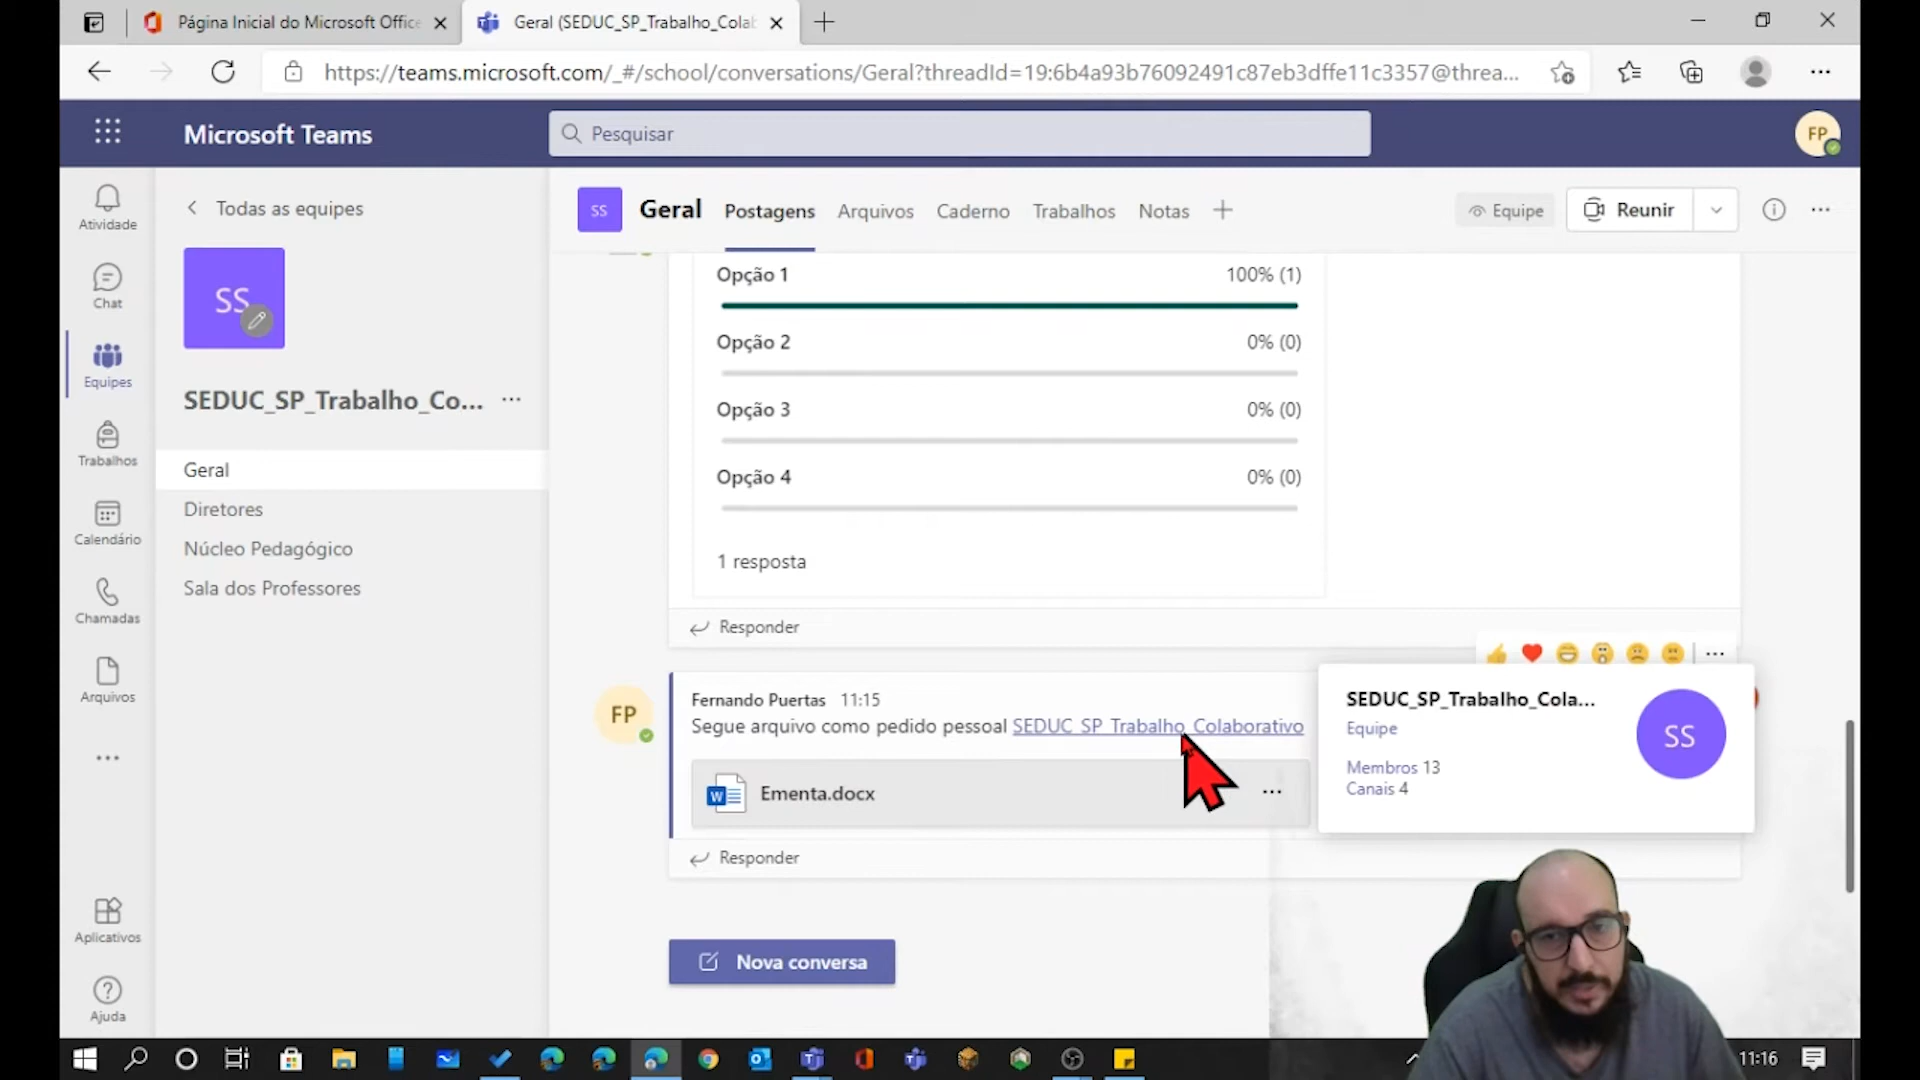 Página Inicial do Microsoft Office
Geral (SEDUC_SP_Trabalho_Colab
https://teams.microsoft.com/_#/school/conversations/Geral?threadId=19:6b4a93b76092491c87eb3dffe11c3357@threa...
Microsoft Teams
Pesquisar
FP
Atividade
Chat
Equipes
Trabalhos
Calendário
Chamadas
Arquivos
Aplicativos
Ajuda
Todas as equipes
SS
SEDUC_SP_Trabalho_Co...
Geral
Diretores
Núcleo Pedagógico
Sala dos Professores
SS
Geral
Postagens
Arquivos
Caderno
Trabalhos
Notas
Equipe
Reunir
Opção 1 100% (1)
Opção 2 0% (0)
Opção 3 0% (0)
Opção 4 0% (0)
1 resposta
Responder
FP
Fernando Puertas 11:15
Segue arquivo como pedido pessoal SEDUC_SP_Trabalho_Colaborativo
Ementa.docx
Responder
SEDUC_SP_Trabalho_Cola...
Equipe
Membros 13
Canais 4
SS
Nova conversa
11:16